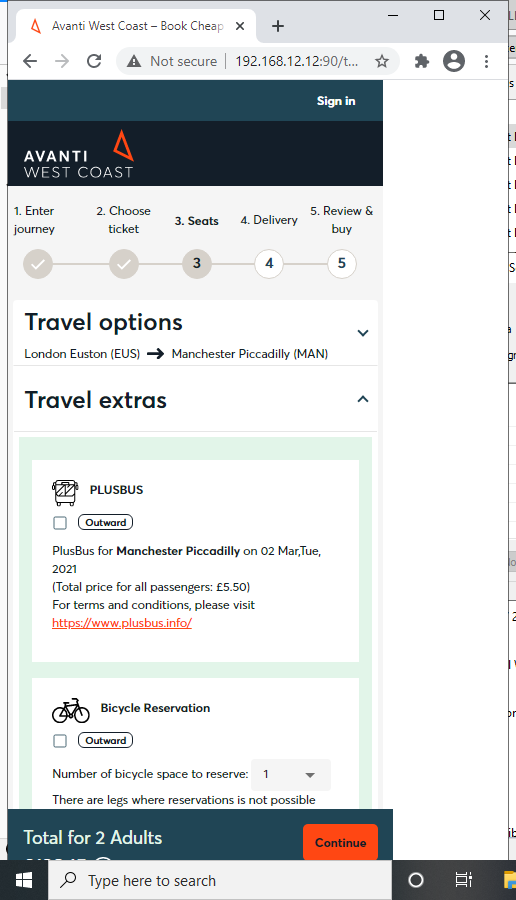 Avanti West Coast – Book Cheap
Not secure | 192.168.12.12:90/t...
Sign in
AVANTI
WEST COAST
1. Enter journey
2. Choose ticket
3. Seats
4. Delivery
5. Review & buy
3
4
5
Travel options
London Euston (EUS) → Manchester Piccadilly (MAN)
Travel extras
PLUSBUS
Outward
PlusBus for Manchester Piccadilly on 02 Mar,Tue,
2021
(Total price for all passengers: £5.50)
For terms and conditions, please visit
https://www.plusbus.info/
Bicycle Reservation
Outward
Number of bicycle space to reserve: 1
There are legs where reservations is not possible
Total for 2 Adults
Continue
Type here to search